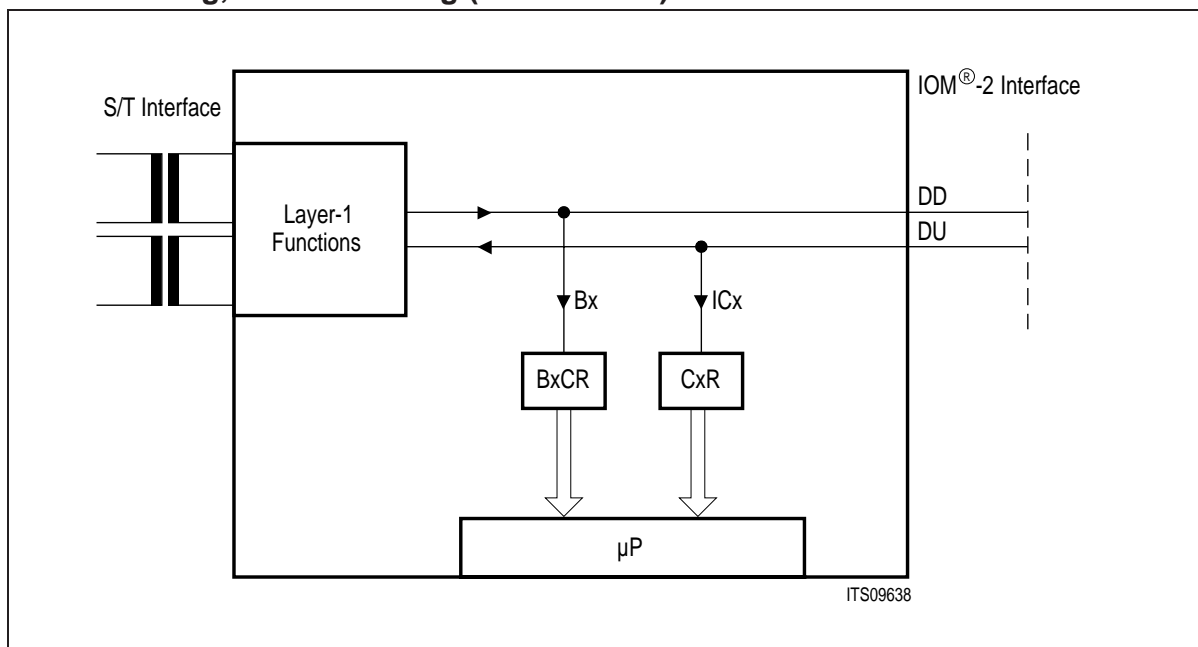 S/T Interface
IOM®-2 Interface
Layer-1
Functions
DD
DU
Bx
ICx
BxCR
CxR
µP
ITS09638